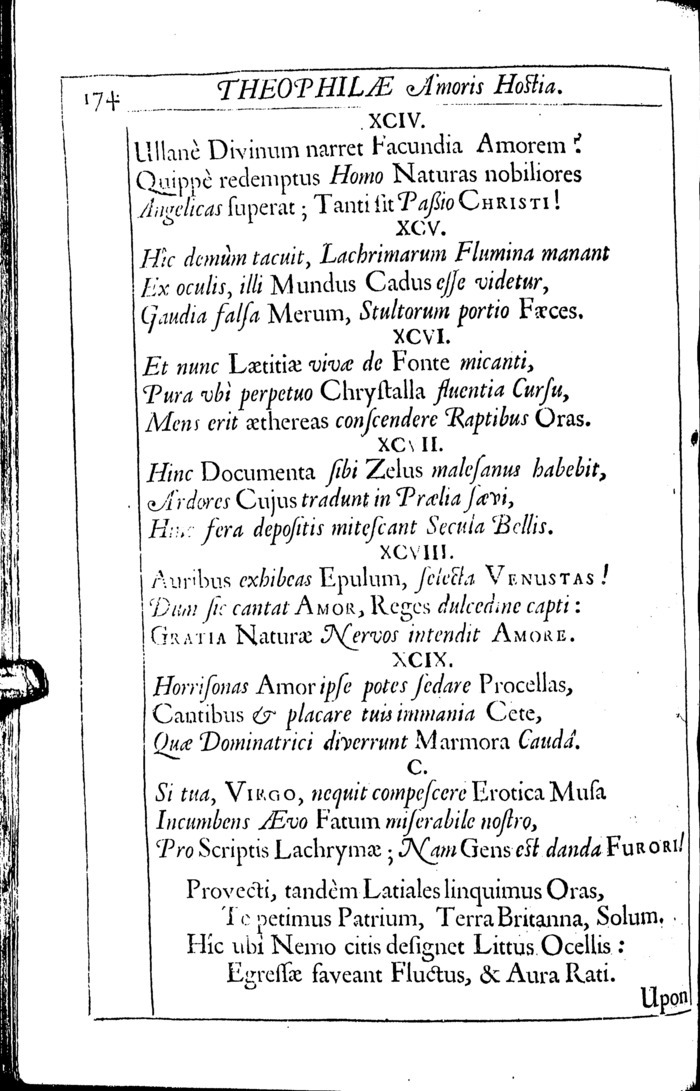 174
THEOPHILÆ Amoris Hostia.
XCIV.
Ullanè Divinum narret Facundia Amorem ?
Quippè redemptus Homo Naturas nobiliores
Angelicas ſuperat ; Tanti ſit Paſsio CHRISTI !
XCV.
Hîc demùm tacuit, Lachrimarum Flumina manant
Ex oculis, illi Mundus Cadus eſſe videtur,
Gaudia falſa Merum, Stultorum portio Fæces.
XCVI.
Et nunc Lætitiæ vivæ de Fonte micanti,
Pura vbì perpetuo Chryſtalla fluentia Curſu,
Mens erit æthereas conſcendere Raptibus Oras.
XCVII.
Hinc Documenta ſibi Zelus maleſanus habebit,
Ardores Cujus tradunt in Prælia ſævi,
Hinc fera depoſitis miteſcant Secula Bellis.
XCVIII.
Auribus exhibeas Epulum, ſelecta VENUSTAS !
Dum ſic cantat AMOR, Reges dulcedine capti :
GRATIA Naturæ Nervos intendit AMORE.
XCIX.
Horriſonas Amor ipſe potes ſedare Procellas,
Cantibus & placare tuis immania Cete,
Quæ Dominatrici diverrunt Marmora Caudâ.
C.
Si tua, VIRGO, nequit compeſcere Erotica Muſa
Incumbens Ævo Fatum miſerabile noſtro,
Pro Scriptis Lachrymæ ; Nam Gens eſt danda FURORI !
Provecti, tandèm Latiales linquimus Oras,
Te petimus Patrium, Terra Britanna, Solum.
Hîc ubì Nemo citis deſignet Littus Ocellis :
Egreſſæ faveant Fluctus, & Aura Rati.
Upon